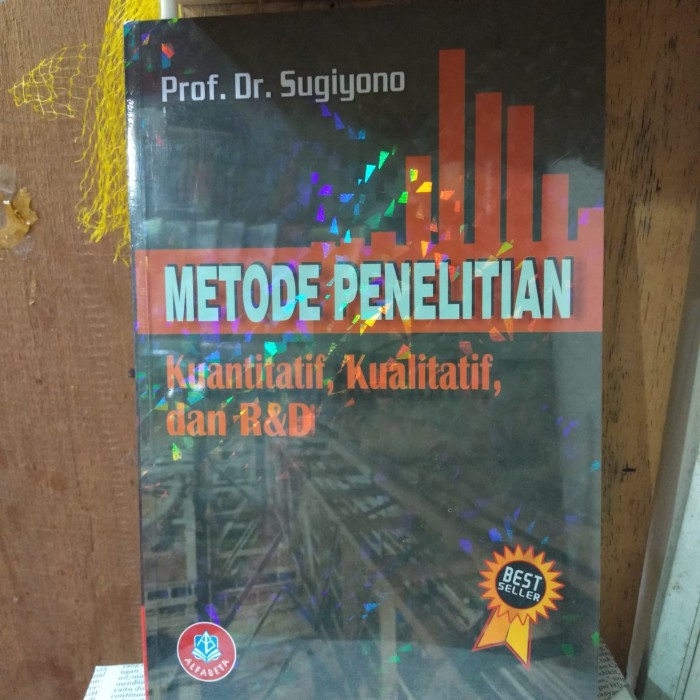 Prof. Dr. Sugiyono
METODE PENELITIAN
Kuantitatif, Kualitatif,
dan R&D
BEST
SELLER
ALFABETA